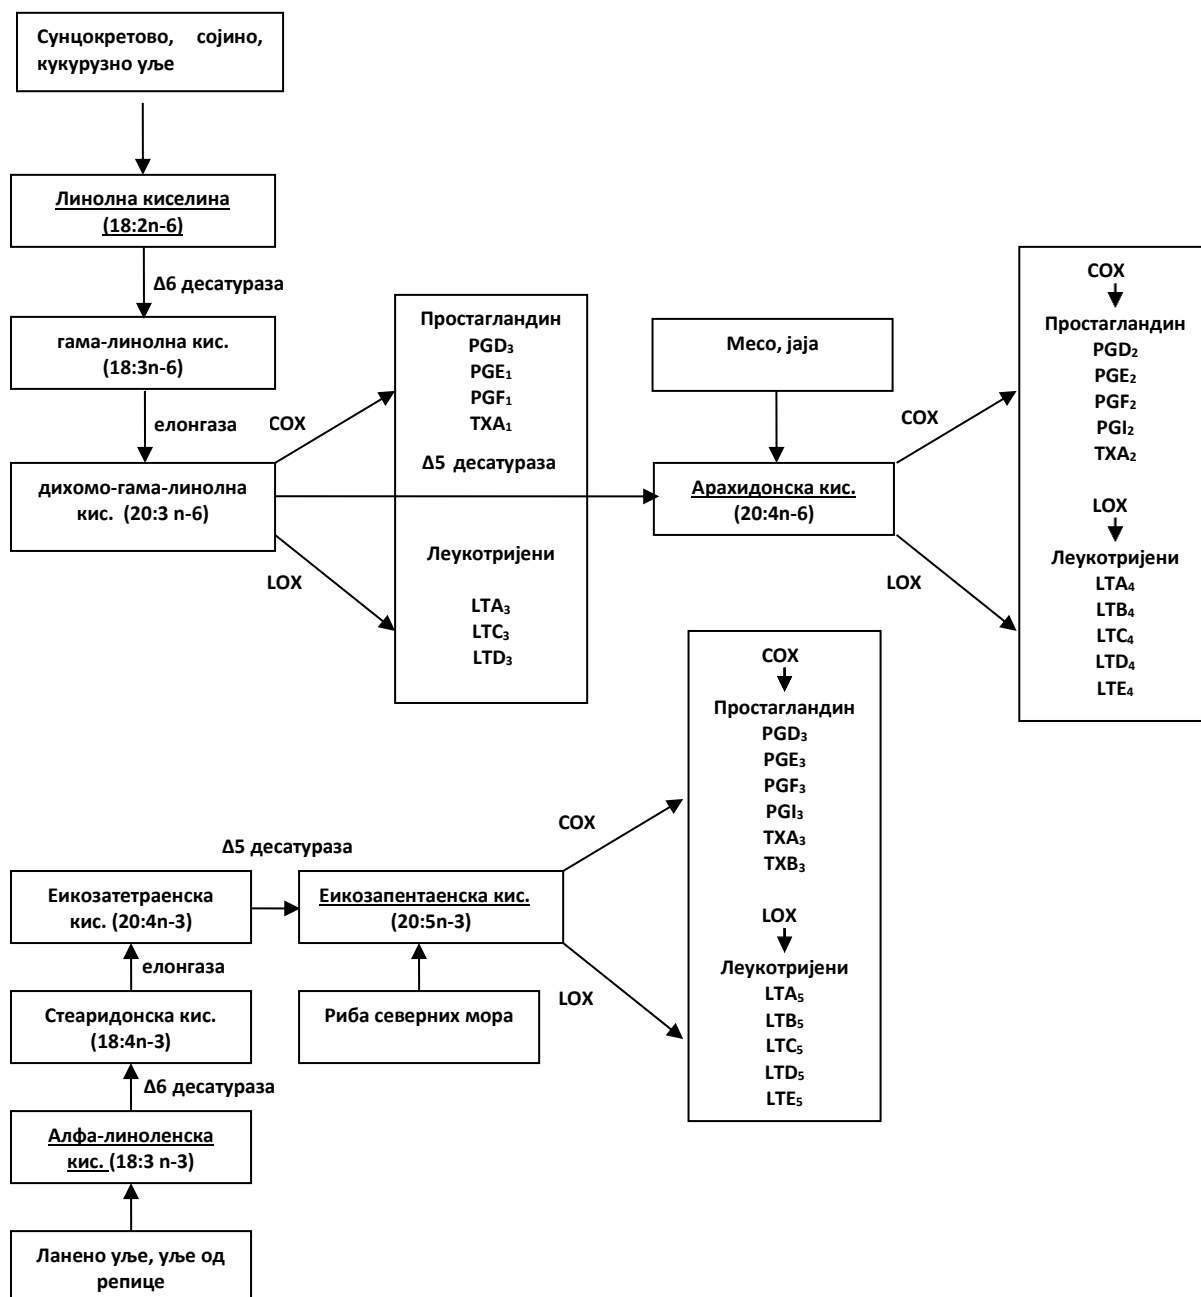 Сунцокретово, сојино,
кукурузно уље
Линолна киселина
(18:2n-6)
Δ6 десатураза
гама-линолна кис.
(18:3n-6)
елонгаза
COX
дихомо-гама-линолна
кис. (20:3 n-6)
LOX
Простагландин
PGD₃
PGE₁
PGF₁
TXA₁
Δ5 десатураза
Леукотријени
LTA₃
LTC₃
LTD₃
Месо, јаја
Арахидонска кис.
(20:4n-6)
COX
LOX
COX
Простагландин
PGD₂
PGE₂
PGF₂
PGI₂
TXA₂
LOX
Леукотријени
LTA₄
LTB₄
LTC₄
LTD₄
LTE₄
COX
Простагландин
PGD₃
PGE₃
PGF₃
PGI₃
TXA₃
TXB₃
LOX
Леукотријени
LTA₅
LTB₅
LTC₅
LTD₅
LTE₅
COX
Δ5 десатураза
Еикозатетраенска
кис. (20:4n-3)
Еикозапентаенска кис.
(20:5n-3)
елонгаза
LOX
Стеаридонска кис.
(18:4n-3)
Риба северних мора
Δ6 десатураза
Алфа-линоленска
кис. (18:3 n-3)
Ланено уље, уље од
репице